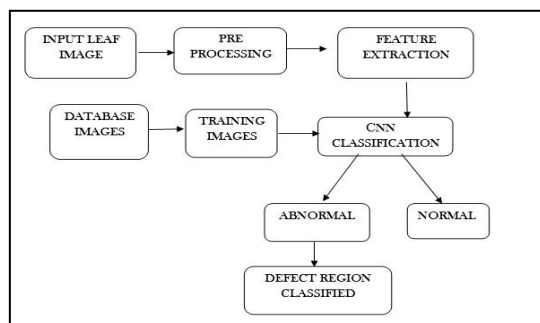 INPUT LEAF
IMAGE
PRE
PROCESSING
FEATURE
EXTRACTION
DATABASE
IMAGES
TRAINING
IMAGES
CNN
CLASSIFICATION
ABNORMAL
NORMAL
DEFECT REGION
CLASSIFIED